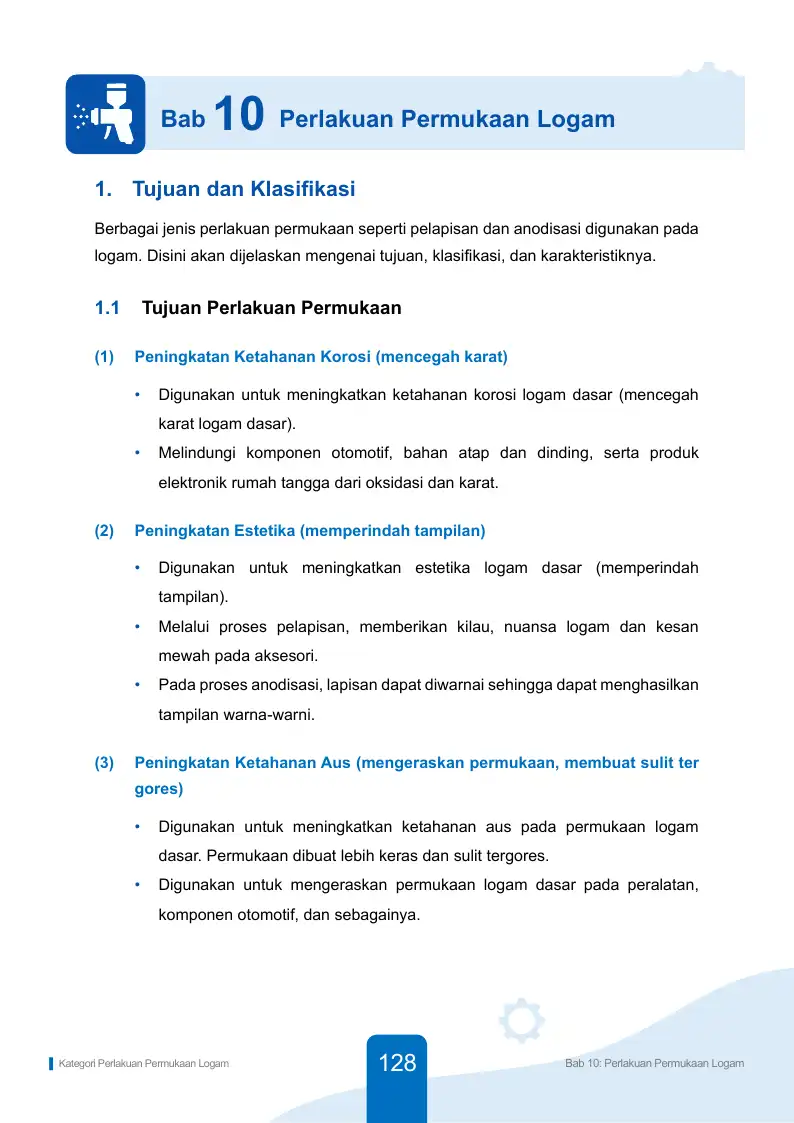 Bab 10 Perlakuan Permukaan Logam
1. Tujuan dan Klasifikasi
Berbagai jenis perlakuan permukaan seperti pelapisan dan anodisasi digunakan pada
logam. Disini akan dijelaskan mengenai tujuan, klasifikasi, dan karakteristiknya.
1.1 Tujuan Perlakuan Permukaan
(1) Peningkatan Ketahanan Korosi (mencegah karat)
• Digunakan untuk meningkatkan ketahanan korosi logam dasar (mencegah
karat logam dasar).
• Melindungi komponen otomotif, bahan atap dan dinding, serta produk
elektronik rumah tangga dari oksidasi dan karat.
(2) Peningkatan Estetika (memperindah tampilan)
• Digunakan untuk meningkatkan estetika logam dasar (memperindah
tampilan).
• Melalui proses pelapisan, memberikan kilau, nuansa logam dan kesan
mewah pada aksesori.
• Pada proses anodisasi, lapisan dapat diwarnai sehingga dapat menghasilkan
tampilan warna-warni.
(3) Peningkatan Ketahanan Aus (mengeraskan permukaan, membuat sulit ter
gores)
• Digunakan untuk meningkatkan ketahanan aus pada permukaan logam
dasar. Permukaan dibuat lebih keras dan sulit tergores.
• Digunakan untuk mengeraskan permukaan logam dasar pada peralatan,
komponen otomotif, dan sebagainya.
Kategori Perlakuan Permukaan Logam
128
Bab 10: Perlakuan Permukaan Logam